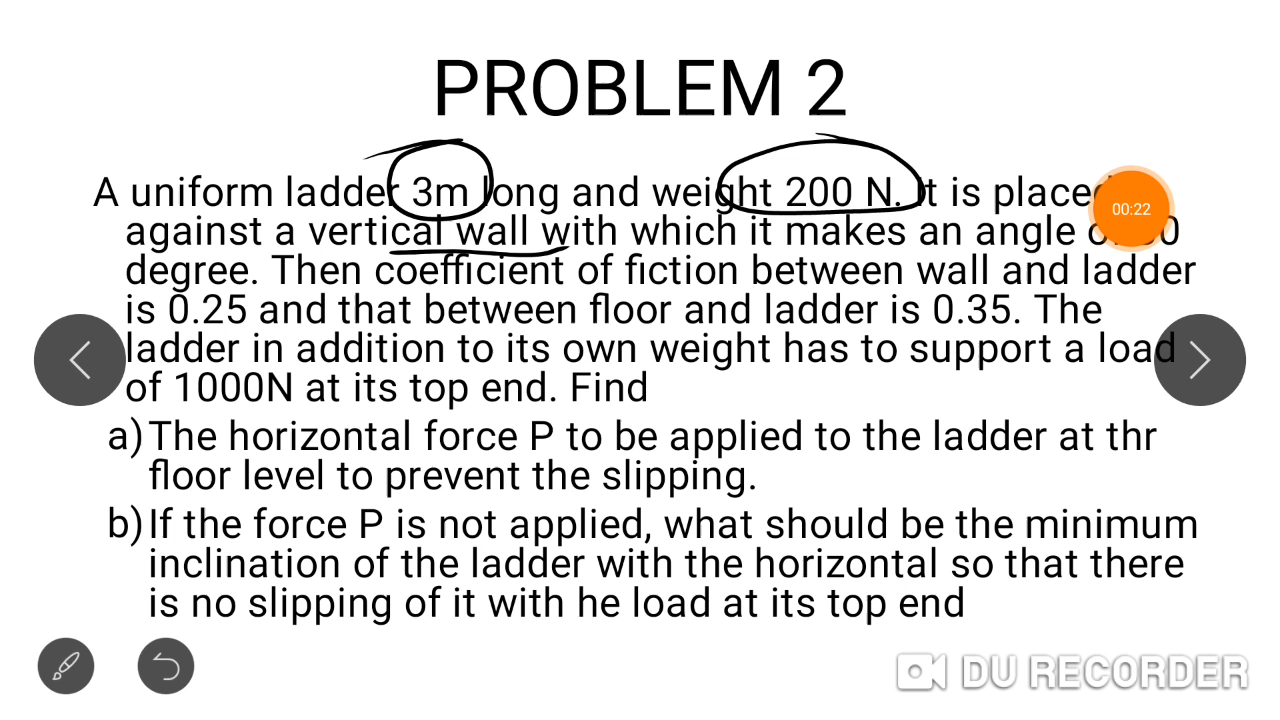 PROBLEM 2
A uniform ladder 3m long and weight 200 N. It is placed
00:22
against a vertical wall with which it makes an angle
degree. Then coefficient of fiction between wall and ladder
is 0.25 and that between floor and ladder is 0.35. The
ladder in addition to its own weight has to support a load
of 1000N at its top end. Find
a) The horizontal force P to be applied to the ladder at thr
floor level to prevent the slipping.
b) If the force P is not applied, what should be the minimum
inclination of the ladder with the horizontal so that there
is no slipping of it with he load at its top end
DU RECORDER